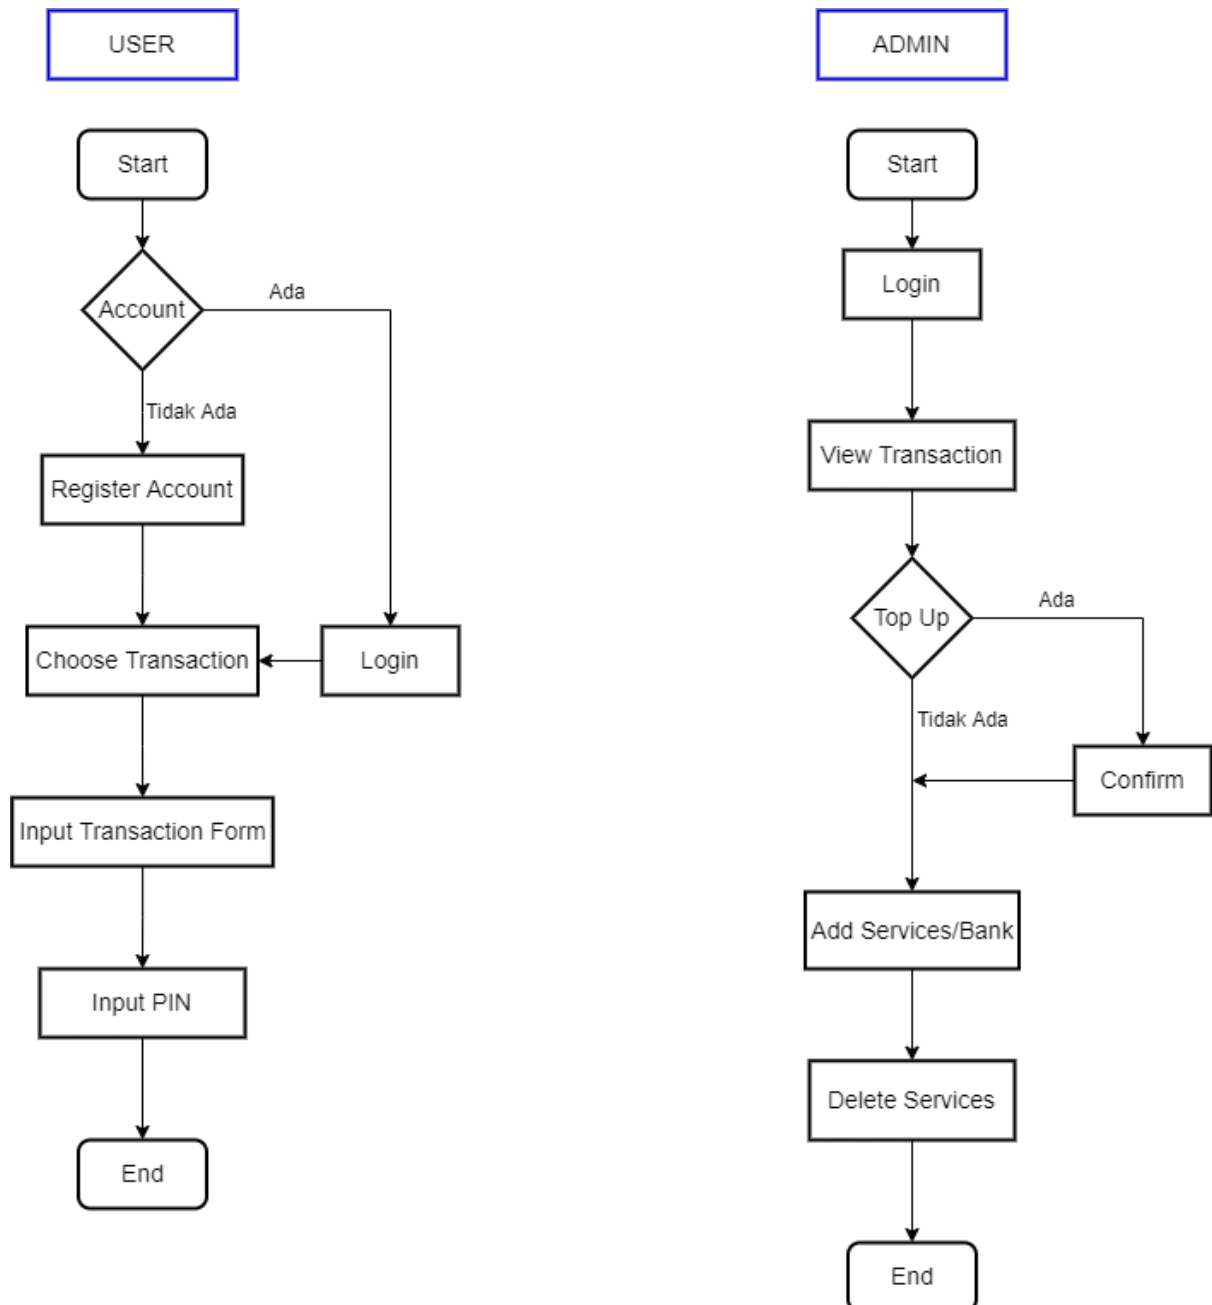 USER
Start
Account
Ada
Tidak Ada
Register Account
Choose Transaction
Login
Input Transaction Form
Input PIN
End
ADMIN
Start
Login
View Transaction
Top Up
Ada
Tidak Ada
Confirm
Add Services/Bank
Delete Services
End